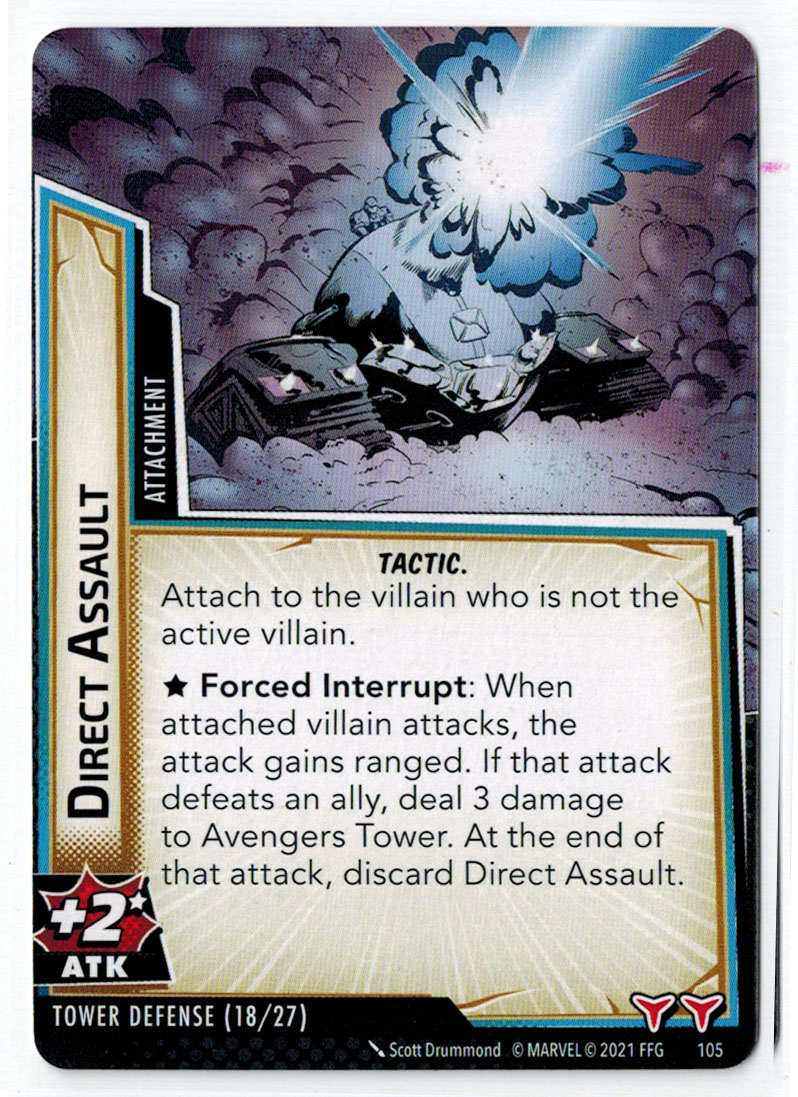 ATTACHMENT
DIRECT ASSAULT
TACTIC.
Attach to the villain who is not the
active villain.
★ Forced Interrupt: When
attached villain attacks, the
attack gains ranged. If that attack
defeats an ally, deal 3 damage
to Avengers Tower. At the end of
that attack, discard Direct Assault.
+2★
ATK
TOWER DEFENSE (18/27)
Scott Drummond © MARVEL © 2021 FFG 105